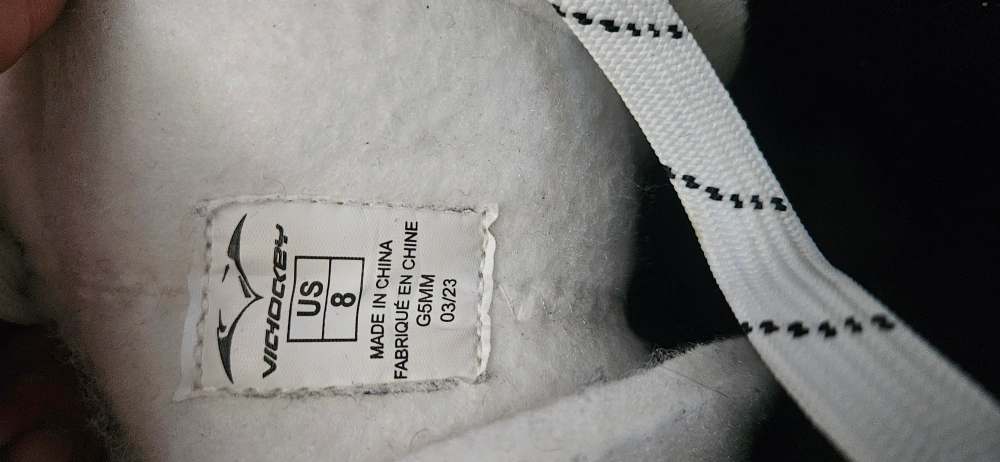 VICHOCKEY
US
8
MADE IN CHINA
FABRIQUÉ EN CHINE
G5MM
03/23